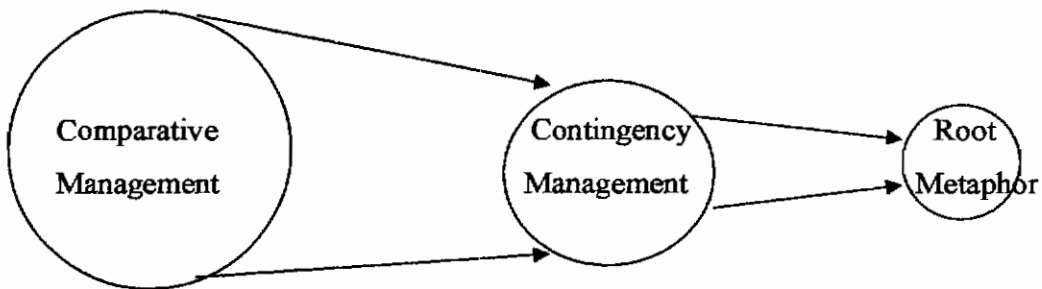 Comparative
Management
Contingency
Management
Root
Metaphor